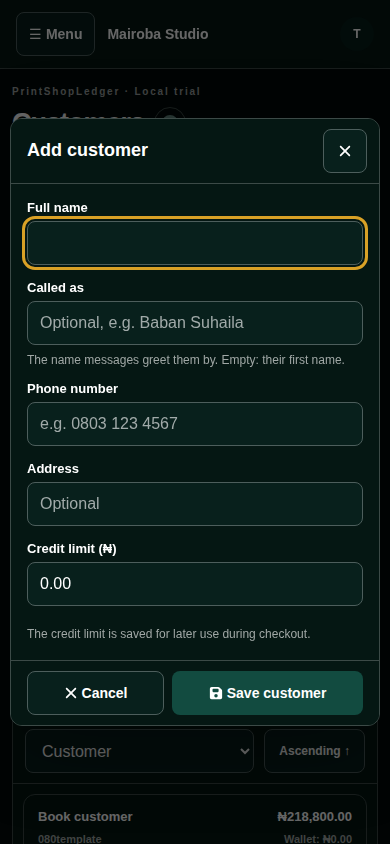 ☰ Menu
Mairoba Studio
T
PrintShopLedger · Local trial
Customers
Add customer
Full name
Called as
Optional, e.g. Baban Suhaila
The name messages greet them by. Empty: their first name.
Phone number
e.g. 0803 123 4567
Address
Optional
Credit limit (₦)
0.00
The credit limit is saved for later use during checkout.
Cancel
Save customer
Customer
Ascending ↑
Book customer
₦218,800.00
080template
Wallet: ₦0.00